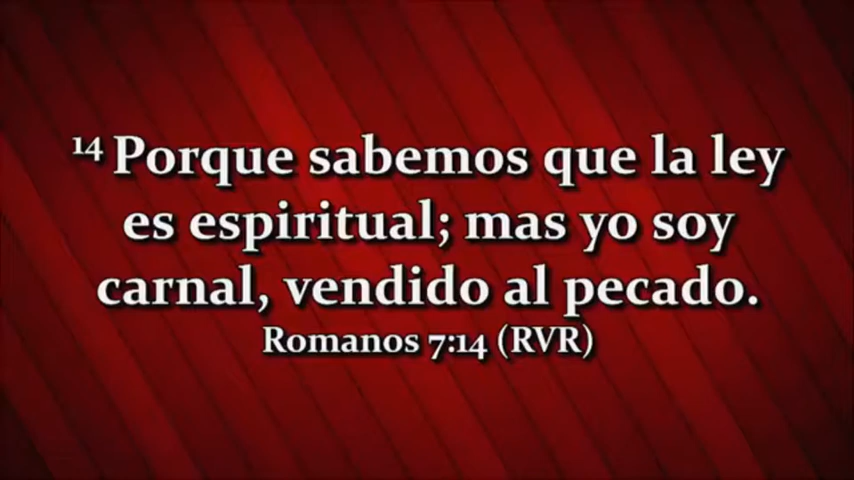 ¹⁴ Porque sabemos que la ley
es espiritual; mas yo soy
carnal, vendido al pecado.
Romanos 7:14 (RVR)